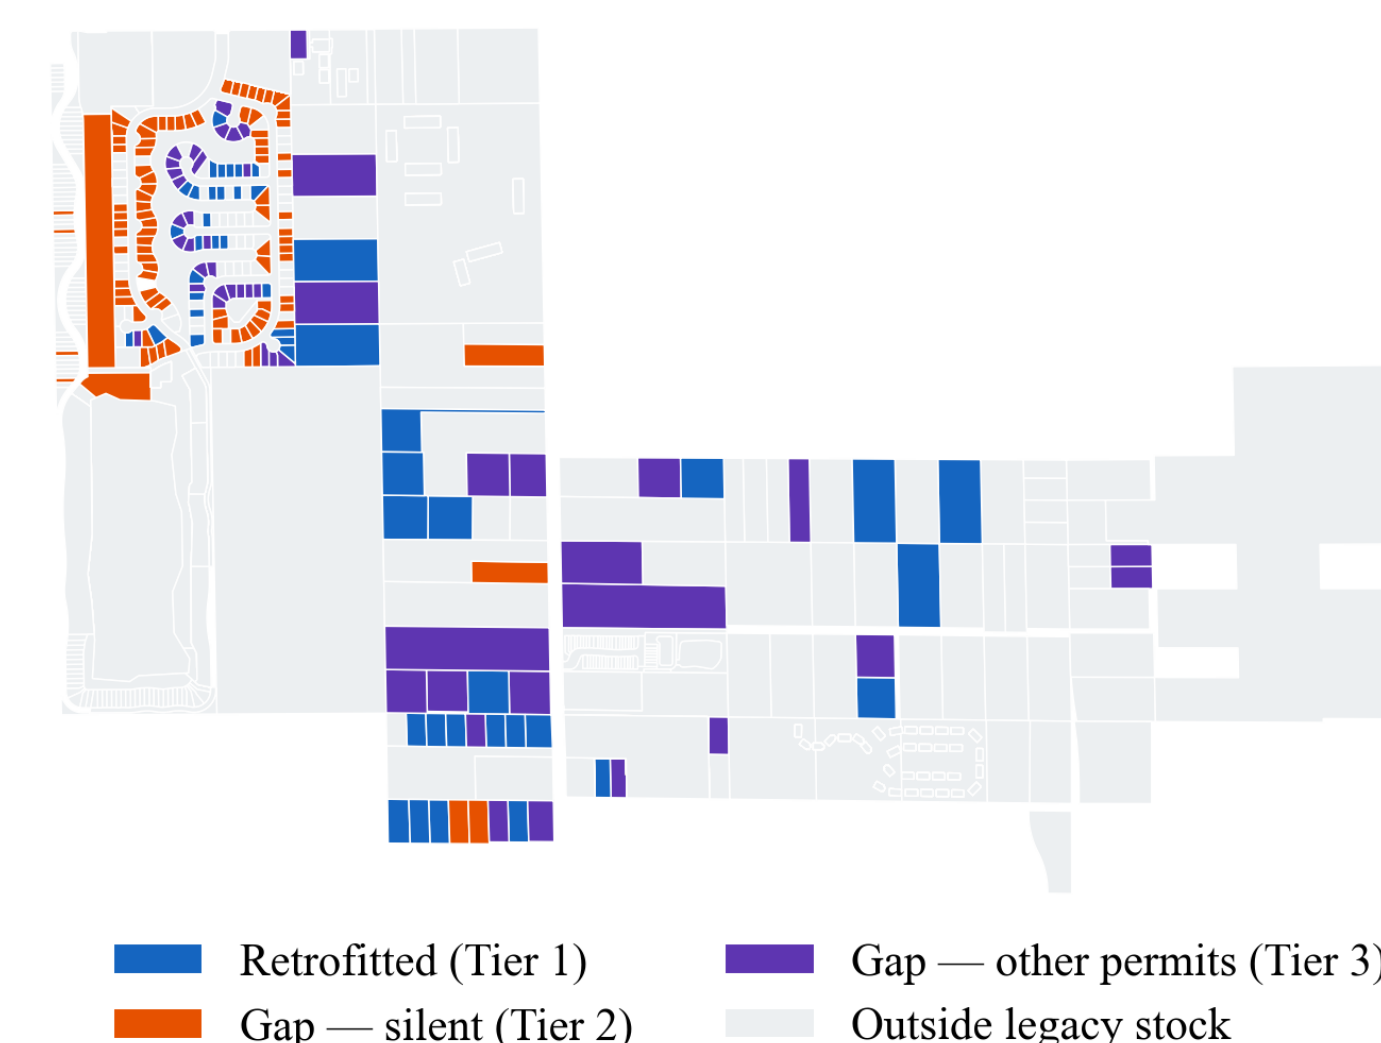 Retrofitted (Tier 1)
Gap — other permits (Tier 3)
Gap — silent (Tier 2)
Outside legacy stock